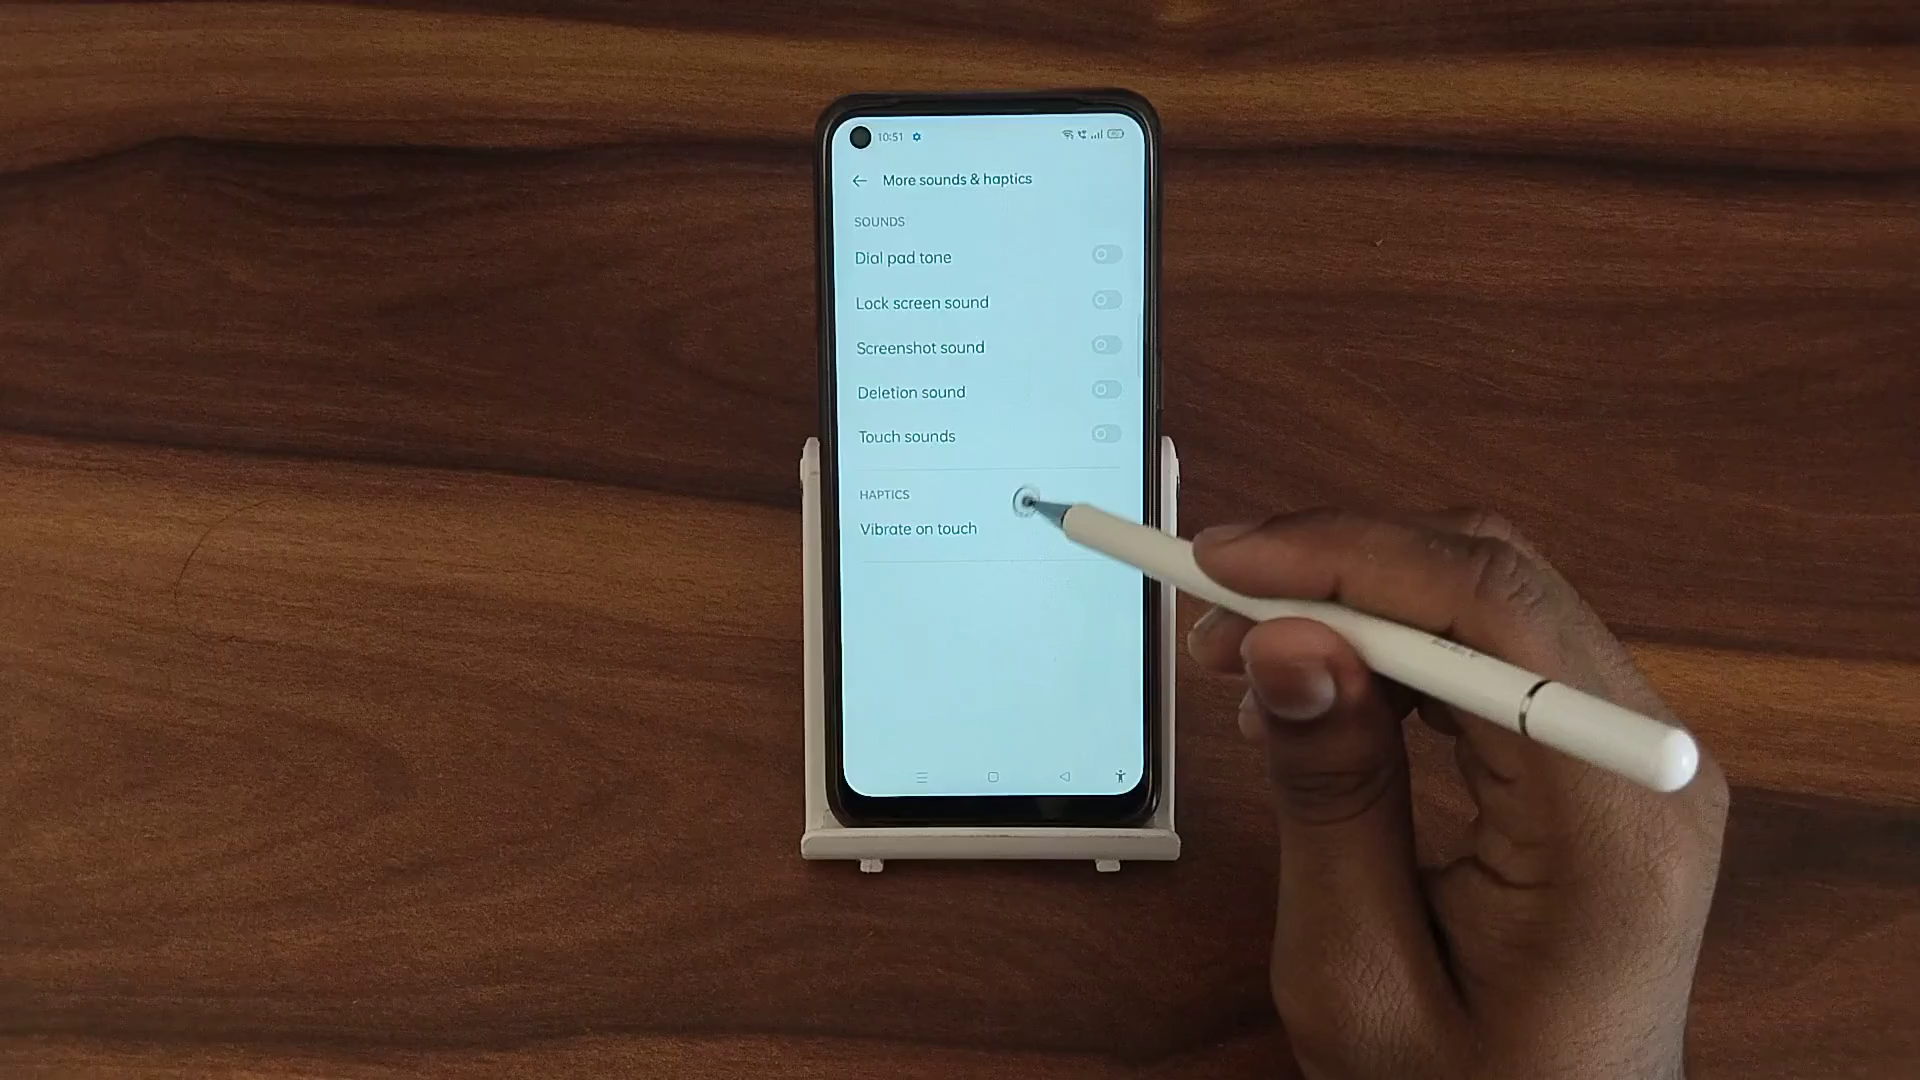 10:51
More sounds & haptics
SOUNDS
Dial pad tone
Lock screen sound
Screenshot sound
Deletion sound
Touch sounds
HAPTICS
Vibrate on touch